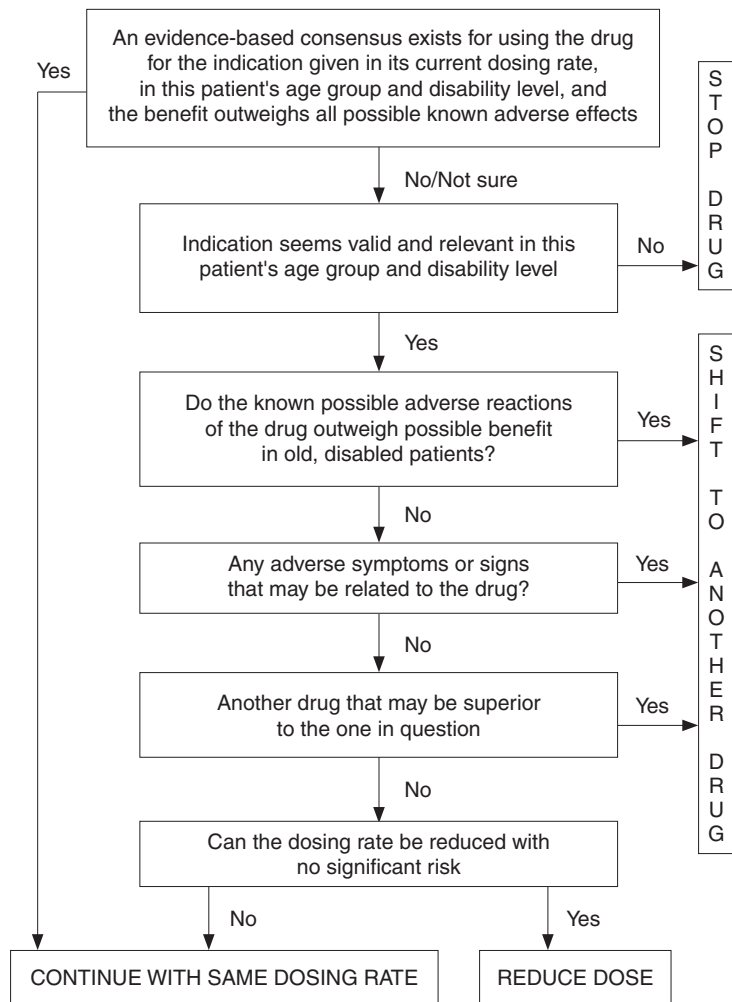 An evidence-based consensus exists for using the drug
for the indication given in its current dosing rate,
in this patient's age group and disability level, and
the benefit outweighs all possible known adverse effects
Yes
No/Not sure
Indication seems valid and relevant in this
patient's age group and disability level
No
STOP DRUG
Yes
Do the known possible adverse reactions
of the drug outweigh possible benefit
in old, disabled patients?
Yes
SHIFT TO ANOTHER DRUG
No
Any adverse symptoms or signs
that may be related to the drug?
Yes
No
Another drug that may be superior
to the one in question
Yes
No
Can the dosing rate be reduced with
no significant risk
No
Yes
CONTINUE WITH SAME DOSING RATE
REDUCE DOSE